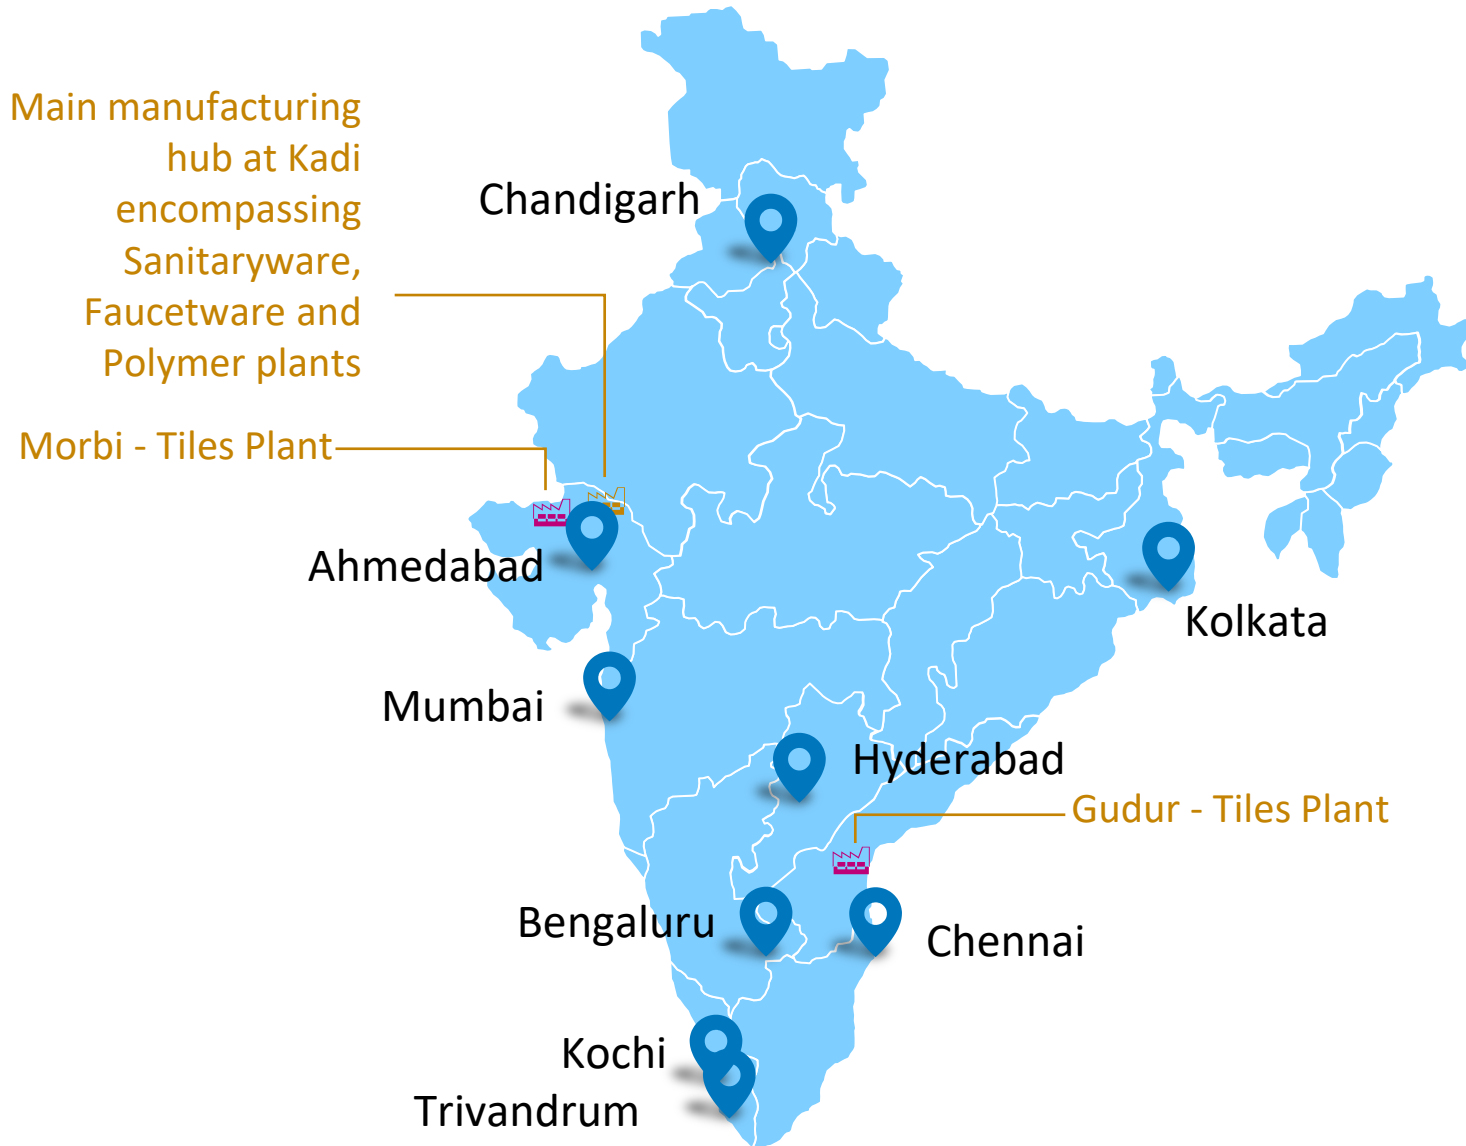 Main manufacturing
hub at Kadi
encompassing
Sanitaryware,
Faucetware and
Polymer plants
Chandigarh
Morbi - Tiles Plant
Ahmedabad
Kolkata
Mumbai
Hyderabad
Gudur - Tiles Plant
Bengaluru
Chennai
Kochi
Trivandrum